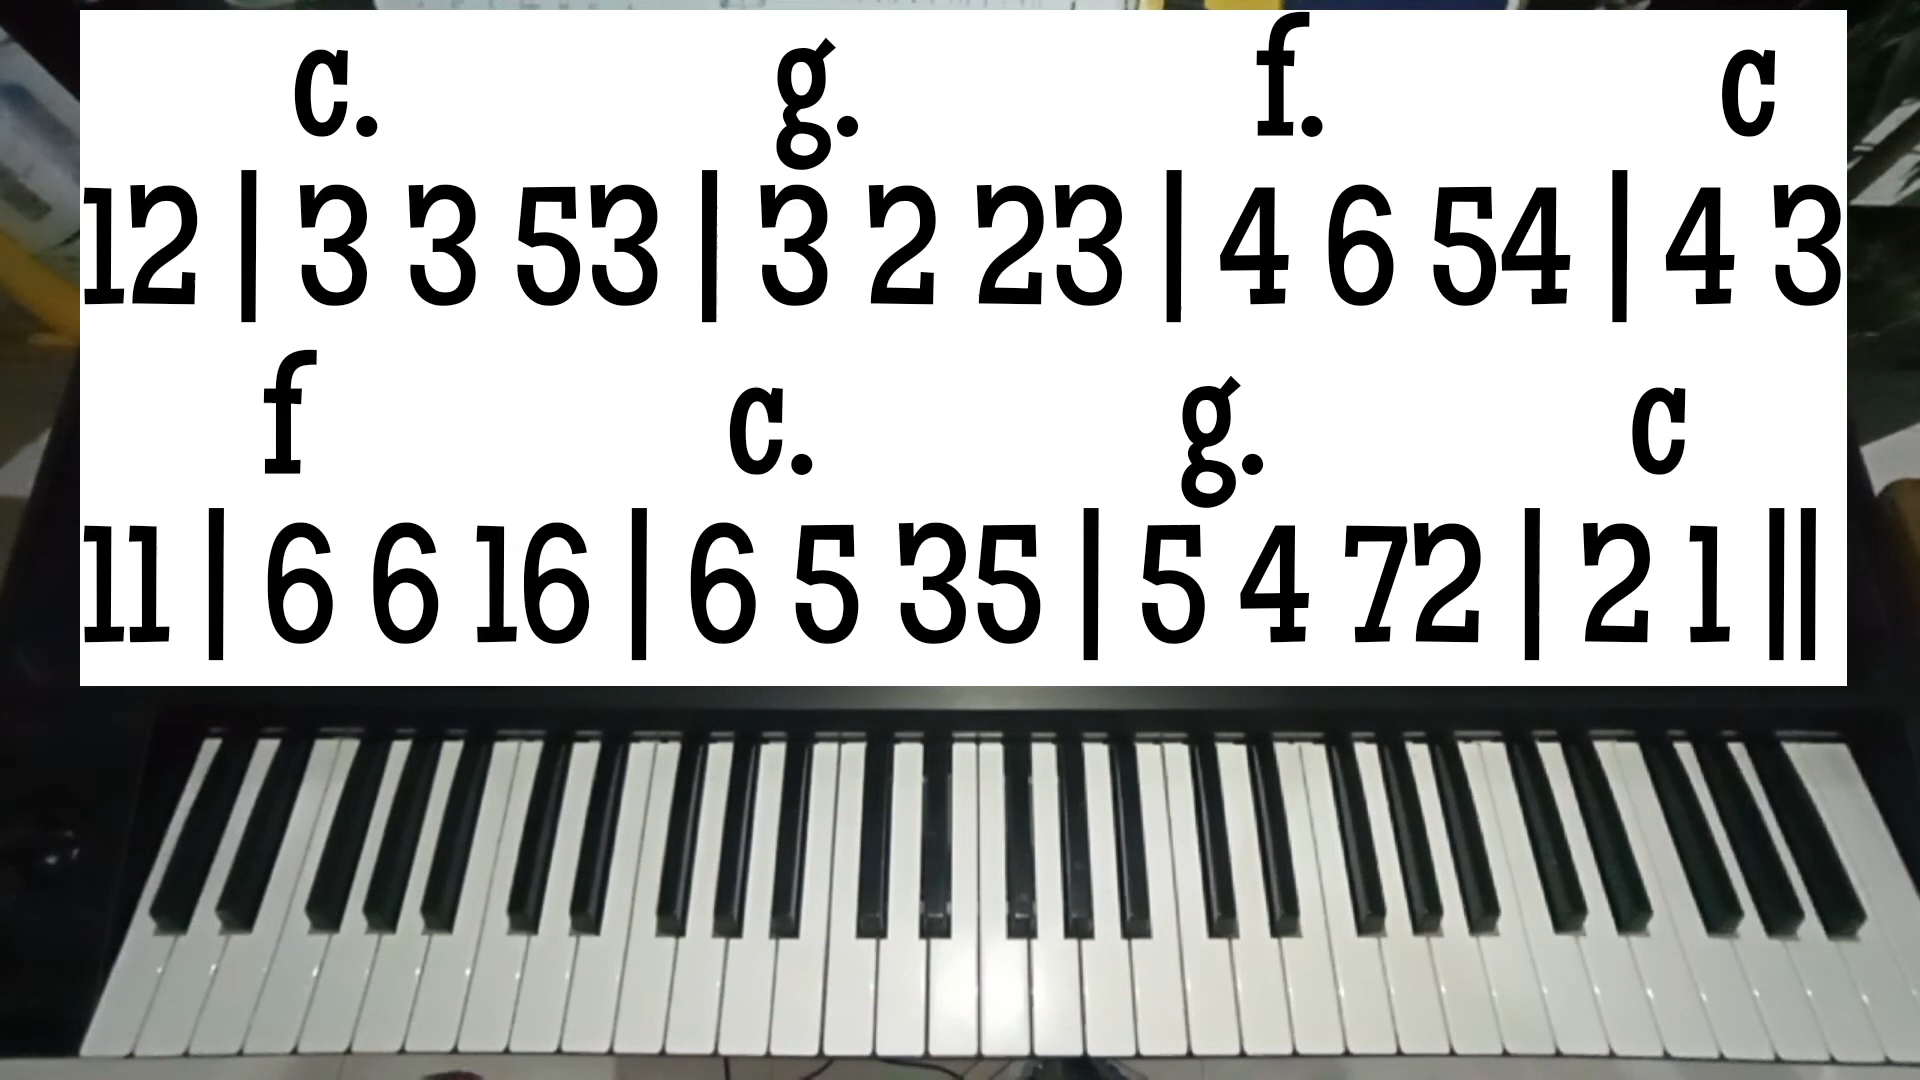 c. g. f. c
12 | 3 3 53 | 3 2 23 | 4 6 54 | 4 3
f c. g. c
11 | 6 6 16 | 6 5 35 | 5 4 72 | 2 1 ||